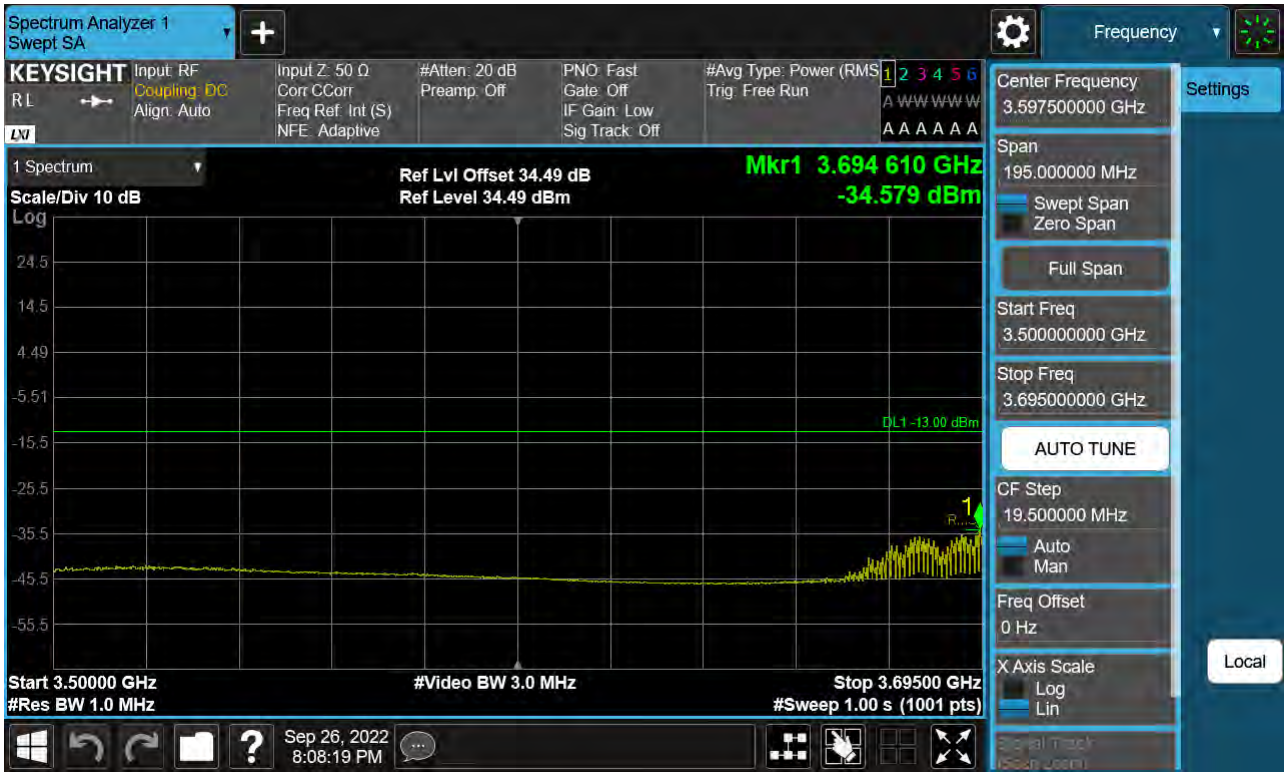 Spectrum Analyzer 1
Swept SA
Frequency
KEYSIGHT
RL
LXI
Input: RF
Coupling: DC
Align: Auto
Input Z: 50 Ω
Corr CCorr
Freq Ref: Int (S)
NFE: Adaptive
#Atten: 20 dB
Preamp: Off
PNO: Fast
Gate: Off
IF Gain: Low
Sig Track: Off
#Avg Type: Power (RMS
Trig: Free Run
1 2 3 4 5 6
A W W W W W
A A A A A A
1 Spectrum
Scale/Div 10 dB
Log
Ref Lvl Offset 34.49 dB
Ref Level 34.49 dBm
Mkr1 3.694 610 GHz
-34.579 dBm
24.5
14.5
4.49
-5.51
DL1 -13.00 dBm
-15.5
-25.5
1
-35.5
-45.5
-55.5
Start 3.50000 GHz
#Video BW 3.0 MHz
Stop 3.69500 GHz
#Res BW 1.0 MHz
#Sweep 1.00 s (1001 pts)
Center Frequency
3.597500000 GHz
Span
195.000000 MHz
Swept Span
Zero Span
Full Span
Start Freq
3.500000000 GHz
Stop Freq
3.695000000 GHz
AUTO TUNE
CF Step
19.500000 MHz
Auto
Man
Freq Offset
0 Hz
X Axis Scale
Log
Lin
Signal Track
(Span Zoom)
Settings
Local
?
Sep 26, 2022
8:08:19 PM